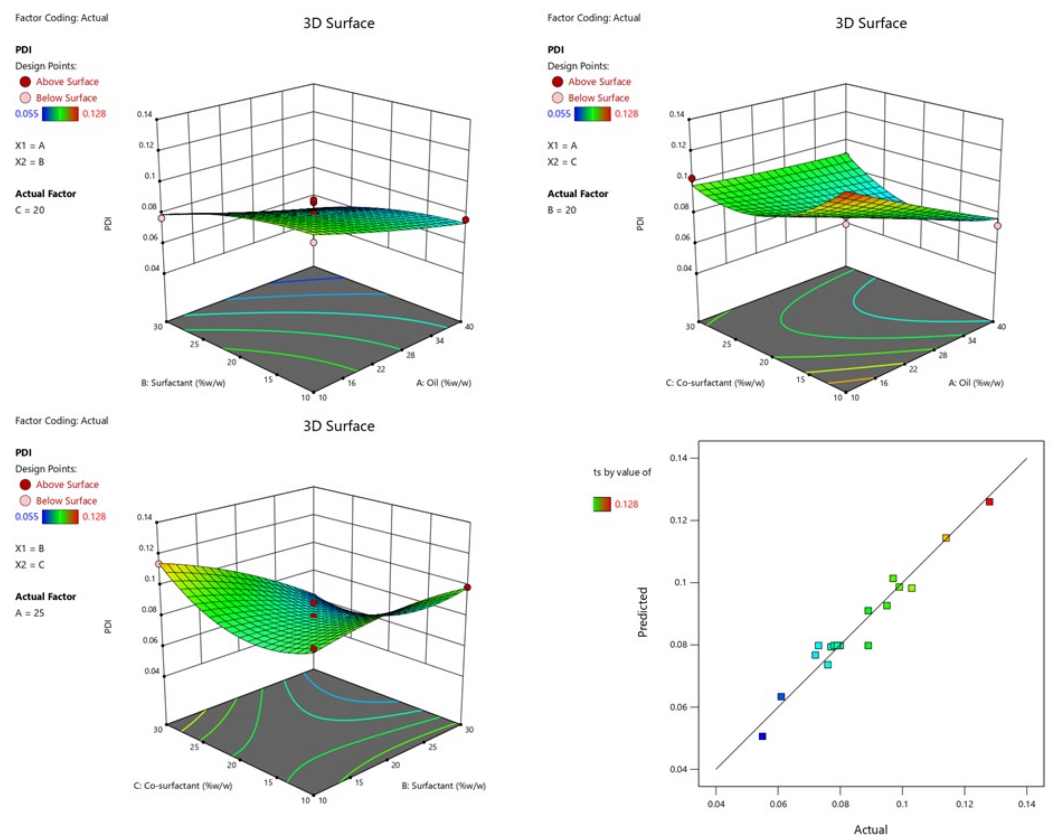 Factor Coding: Actual
3D Surface
PDI
Design Points:
Above Surface
Below Surface
0.055 0.128
X1 = A
X2 = B
Actual Factor
C = 20
0.14
0.12
0.1
0.08
0.06
0.04
PDI
30
25
20
15
10
10
16
22
28
34
40
B: Surfactant (%w/w)
A: Oil (%w/w)
Factor Coding: Actual
3D Surface
PDI
Design Points:
Above Surface
Below Surface
0.055 0.128
X1 = A
X2 = C
Actual Factor
B = 20
0.14
0.12
0.1
0.08
0.06
0.04
PDI
30
25
20
15
10
10
16
22
28
34
40
C: Co-surfactant (%w/w)
A: Oil (%w/w)
Factor Coding: Actual
3D Surface
PDI
Design Points:
Above Surface
Below Surface
0.055 0.128
X1 = B
X2 = C
Actual Factor
A = 25
0.14
0.12
0.1
0.08
0.06
0.04
PDI
30
25
20
15
10
10
15
20
25
30
C: Co-surfactant (%w/w)
B: Surfactant (%w/w)
ts by value of
0.128
0.14
0.12
0.1
0.08
0.06
0.04
Predicted
0.04 0.06 0.08 0.1 0.12 0.14
Actual